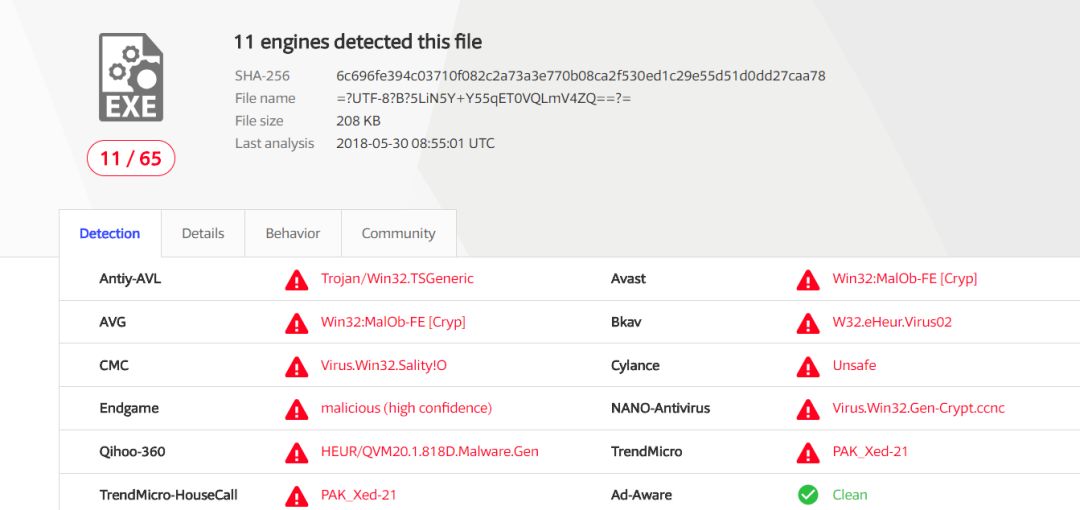 11 engines detected this file
SHA-256 6c696fe394c03710f082c2a73a3e770b08ca2f530ed1c29e55d51d0dd27caa78
File name =?UTF-8?B?5LiN5Y+Y55qET0VQLmV4ZQ==?=
File size 208 KB
Last analysis 2018-05-30 08:55:01 UTC
EXE
11 / 65
Detection Details Behavior Community
Antiy-AVL Trojan/Win32.TSGeneric Avast Win32:MalOb-FE [Cryp]
AVG Win32:MalOb-FE [Cryp] Bkav W32.eHeur.Virus02
CMC Virus.Win32.Sality!O Cylance Unsafe
Endgame malicious (high confidence) NANO-Antivirus Virus.Win32.Gen-Crypt.ccnc
Qihoo-360 HEUR/QVM20.1.818D.Malware.Gen TrendMicro PAK_Xed-21
TrendMicro-HouseCall PAK_Xed-21 Ad-Aware Clean